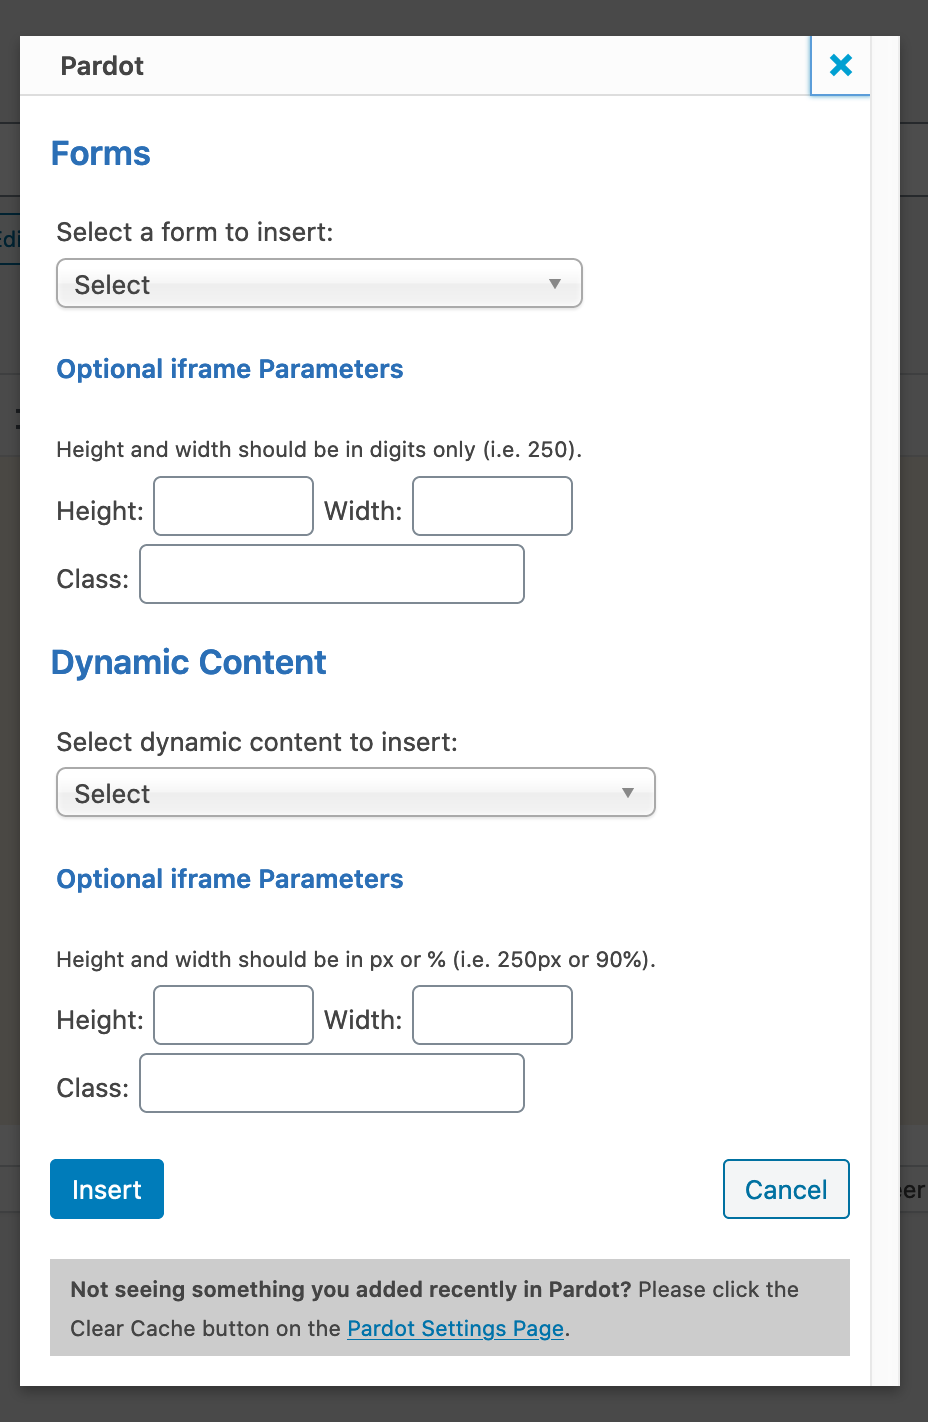 Pardot
Forms
Select a form to insert:
Select
Optional iframe Parameters
Height and width should be in digits only (i.e. 250).
Height: Width:
Class:
Dynamic Content
Select dynamic content to insert:
Select
Optional iframe Parameters
Height and width should be in px or % (i.e. 250px or 90%).
Height: Width:
Class:
Insert Cancel
Not seeing something you added recently in Pardot? Please click the
Clear Cache button on the Pardot Settings Page.